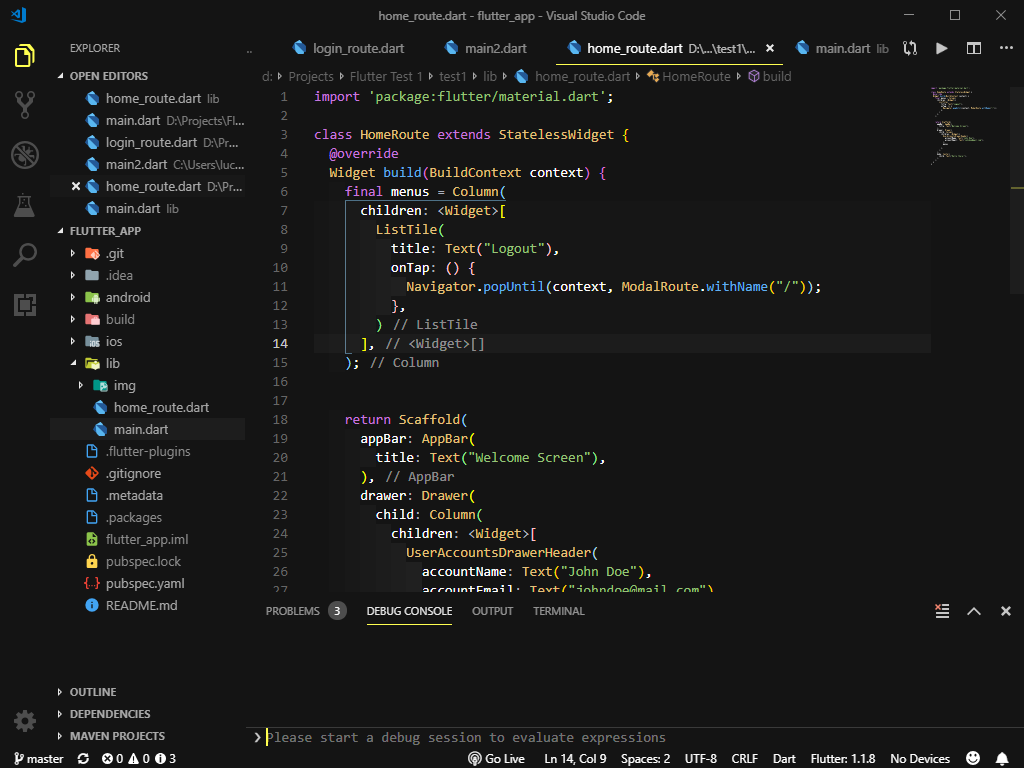 home_route.dart - flutter_app - Visual Studio Code
EXPLORER
..
login_route.dart
main2.dart
home_route.dart D:\...\test1\...
main.dart lib
OPEN EDITORS
home_route.dart lib
main.dart D:\Projects\Fl...
login_route.dart D:\Pr...
main2.dart C:\Users\luc...
home_route.dart D:\Pr...
main.dart lib
FLUTTER_APP
.git
.idea
android
build
ios
lib
img
home_route.dart
main.dart
.flutter-plugins
.gitignore
.metadata
.packages
flutter_app.iml
pubspec.lock
pubspec.yaml
README.md
OUTLINE
DEPENDENCIES
MAVEN PROJECTS
d: Projects Flutter Test 1 test1 lib home_route.dart HomeRoute build
1 import 'package:flutter/material.dart';
2
3 class HomeRoute extends StatelessWidget {
4 @override
5 Widget build(BuildContext context) {
6 final menus = Column(
7 children: <Widget>[
8 ListTile(
9 title: Text("Logout"),
10 onTap: () {
11 Navigator.popUntil(context, ModalRoute.withName("/"));
12 },
13 ) // ListTile
14 ], // <Widget>[]
15 ); // Column
16
17
18 return Scaffold(
19 appBar: AppBar(
20 title: Text("Welcome Screen"),
21 ), // AppBar
22 drawer: Drawer(
23 child: Column(
24 children: <Widget>[
25 UserAccountsDrawerHeader(
26 accountName: Text("John Doe"),
27 accountEmail: Text("johndoe@mail.com")
PROBLEMS 3 DEBUG CONSOLE OUTPUT TERMINAL
Please start a debug session to evaluate expressions
master 0 0 3 Go Live Ln 14, Col 9 Spaces: 2 UTF-8 CRLF Dart Flutter: 1.1.8 No Devices